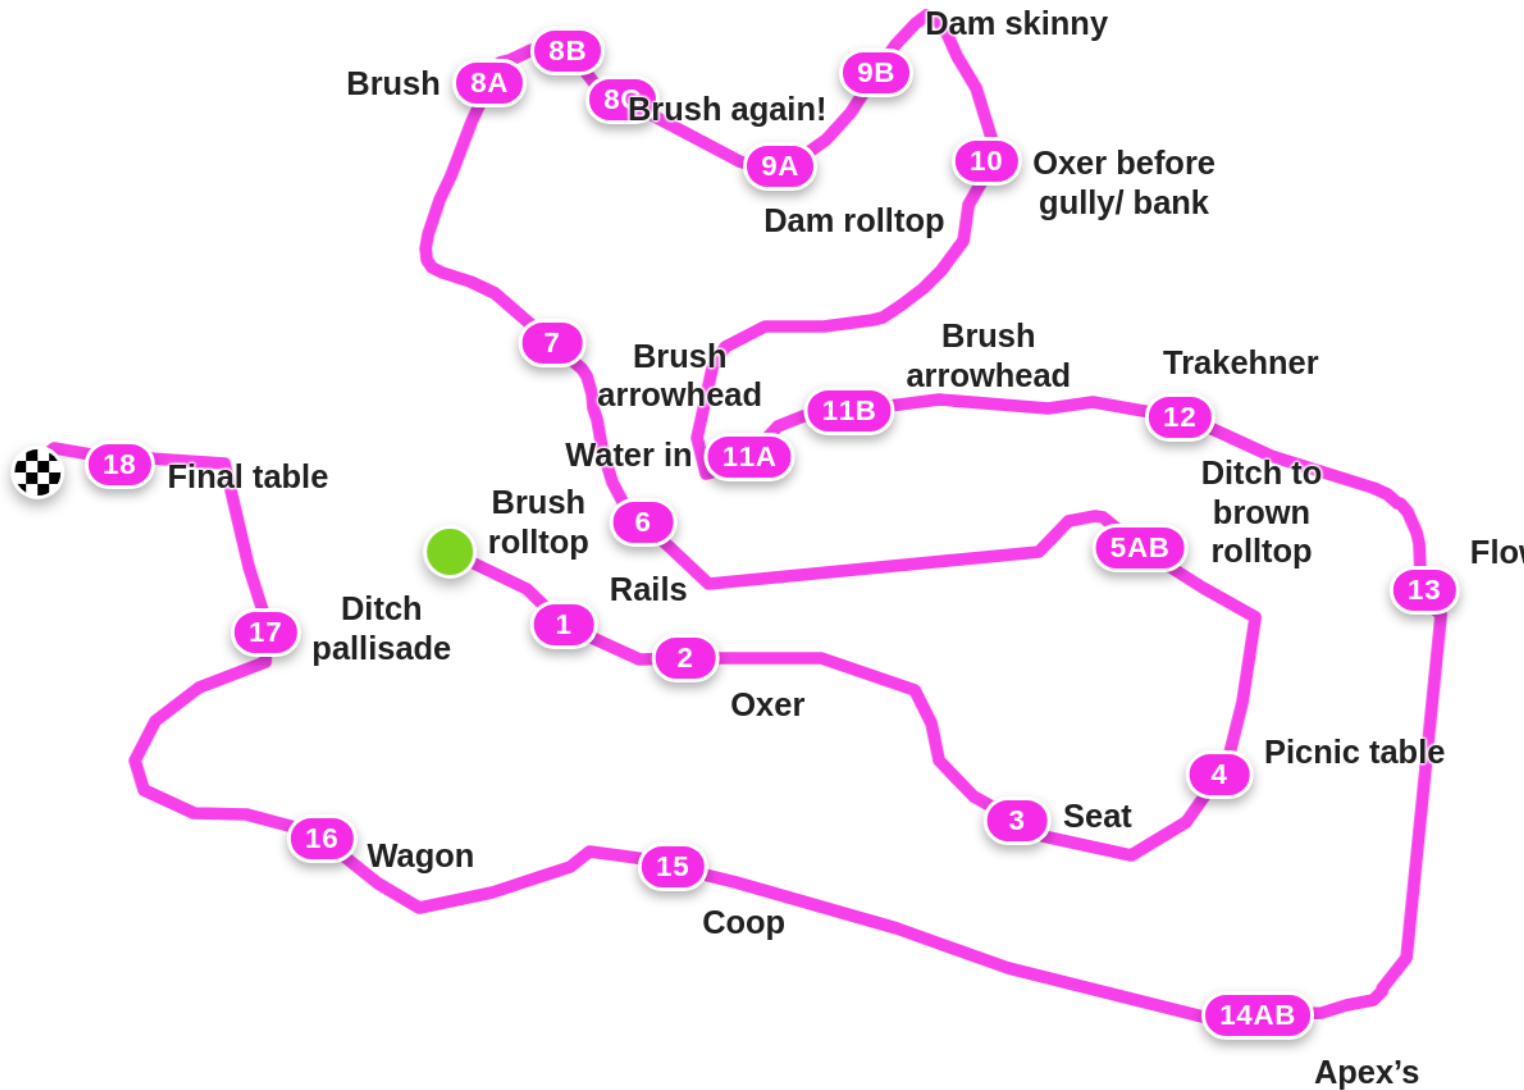 Dam skinny
8B
Brush
8A
9B
8C
Brush again!
9A
10
Oxer before
gully/ bank
Dam rolltop
7
Brush
arrowhead
Brush
arrowhead
Trakehner
11B
12
Water in
11A
18
Final table
Ditch to
brown
rolltop
Brush
rolltop
6
5AB
13
Rails
Ditch
pallisade
17
1
2
Oxer
Picnic table
4
3
Seat
16
Wagon
15
Coop
14AB
Apex’s